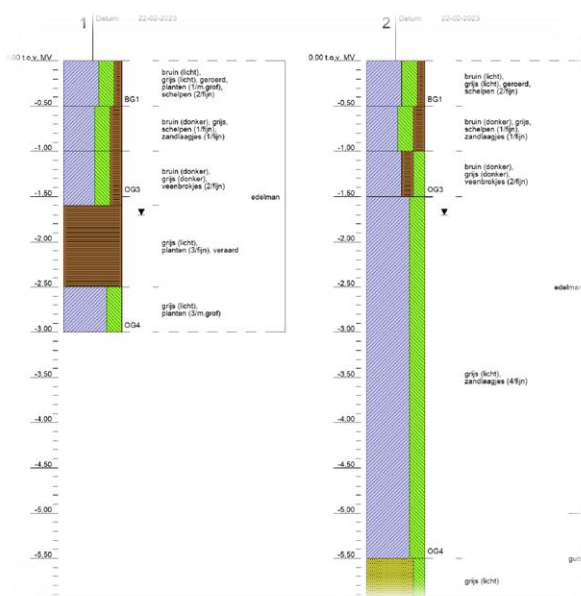 1
Datum: 22-02-2023
0.00 t.o.v. MV
-0.50
-1.00
-1.50
-2.00
-2.50
-3.00
-3.50
-4.00
-4.50
-5.00
-5.50
BG1
OG3
OG4
bruin (licht),
grijs (licht), geroerd,
planten (1/m.grof),
schelpen (2/fijn)
bruin (donker), grijs,
schelpen (1/fijn),
zandlaagjes (1/fijn)
bruin (donker),
grijs (donker),
veenbrokjes (2/fijn)
grijs (licht),
planten (3/fijn), veraard
grijs (licht),
planten (3/m.grof)
edelman
2
Datum: 22-02-2023
0.00 t.o.v. MV
-0.50
-1.00
-1.50
-2.00
-2.50
-3.00
-3.50
-4.00
-4.50
-5.00
-5.50
BG1
OG3
OG4
bruin (licht),
grijs (licht), geroerd,
schelpen (2/fijn)
bruin (donker), grijs,
schelpen (1/fijn),
zandlaagjes (1/fijn)
bruin (donker),
grijs (donker),
veenbrokjes (2/fijn)
grijs (licht),
zandlaagjes (4/fijn)
grijs (licht)
edelman